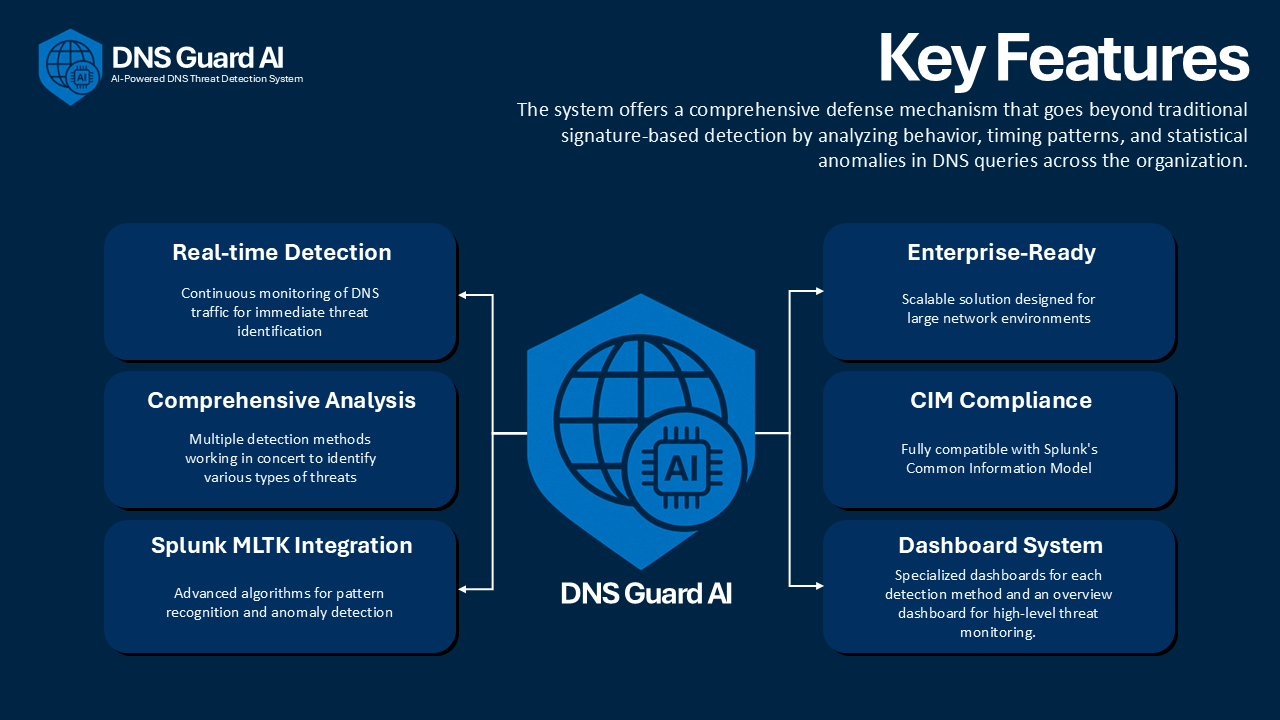 DNS Guard AI
AI-Powered DNS Threat Detection System
AI
Key Features
The system offers a comprehensive defense mechanism that goes beyond traditional
signature-based detection by analyzing behavior, timing patterns, and statistical
anomalies in DNS queries across the organization.
Real-time Detection
Continuous monitoring of DNS
traffic for immediate threat
identification
Comprehensive Analysis
Multiple detection methods
working in concert to identify
various types of threats
Splunk MLTK Integration
Advanced algorithms for pattern
recognition and anomaly detection
AI
DNS Guard AI
Enterprise-Ready
Scalable solution designed for
large network environments
CIM Compliance
Fully compatible with Splunk's
Common Information Model
Dashboard System
Specialized dashboards for each
detection method and an overview
dashboard for high-level threat
monitoring.